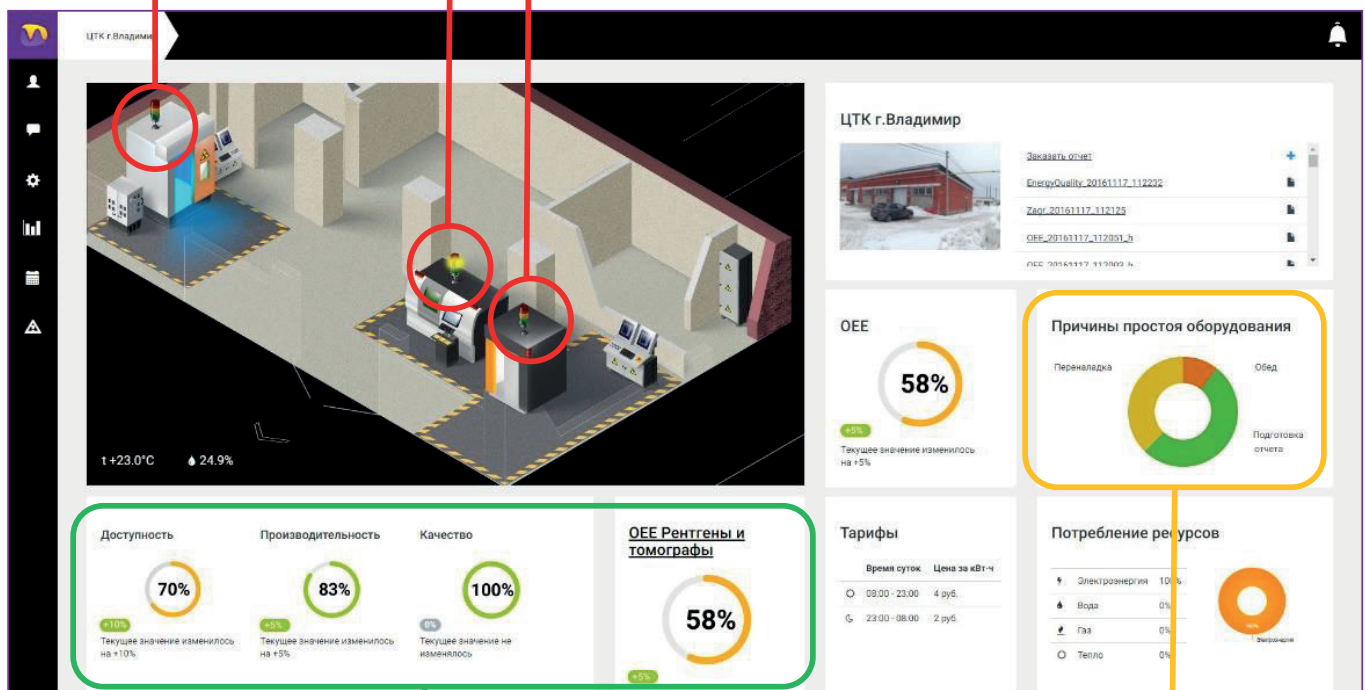 ЦТК г.Владимир
t +23.0°C
24.9%
ЦТК г.Владимир
Заказать отчет
EnergyQuality_20161117_112232
Zagr_20161117_112125
OEE_20161117_112051_h
OEE_20161117_112003_h
OEE
58%
+5%
Текущее значение изменилось
на +5%
Причины простоя оборудования
Переналадка
Обед
Подготовка
отчета
Доступность
70%
+10%
Текущее значение изменилось
на +10%
Производительность
83%
+5%
Текущее значение изменилось
на +5%
Качество
100%
0%
Текущее значение не
изменялось
OEE Рентгены и
томографы
58%
+5%
Тарифы
Время суток Цена за кВт-ч
08:00 - 23:00 4 руб.
23:00 - 08:00 2 руб.
Потребление ресурсов
Электроэнергия 100%
Вода 0%
Газ 0%
Тепло 0%
Электроэнергия